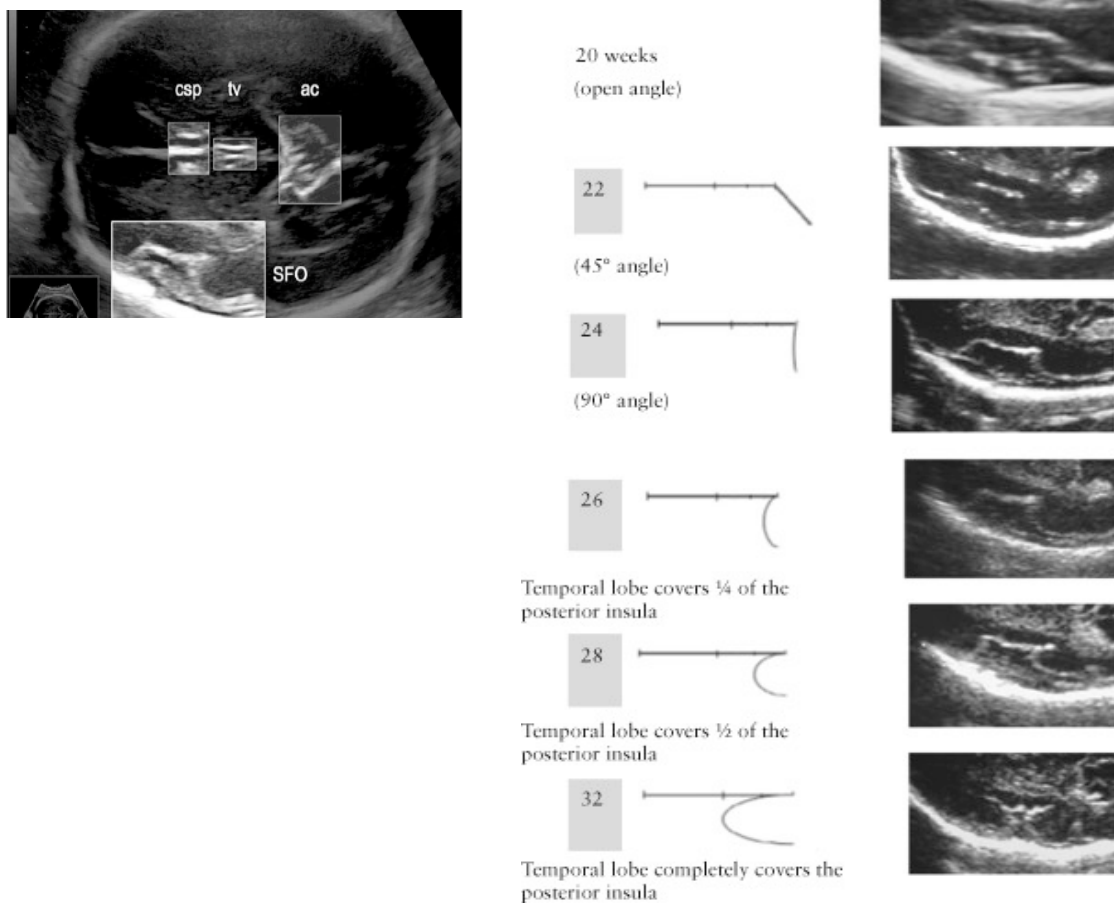 csp tv ac
SFO
20 weeks
(open angle)
22
(45° angle)
24
(90° angle)
26
Temporal lobe covers ¼ of the
posterior insula
28
Temporal lobe covers ½ of the
posterior insula
32
Temporal lobe completely covers the
posterior insula